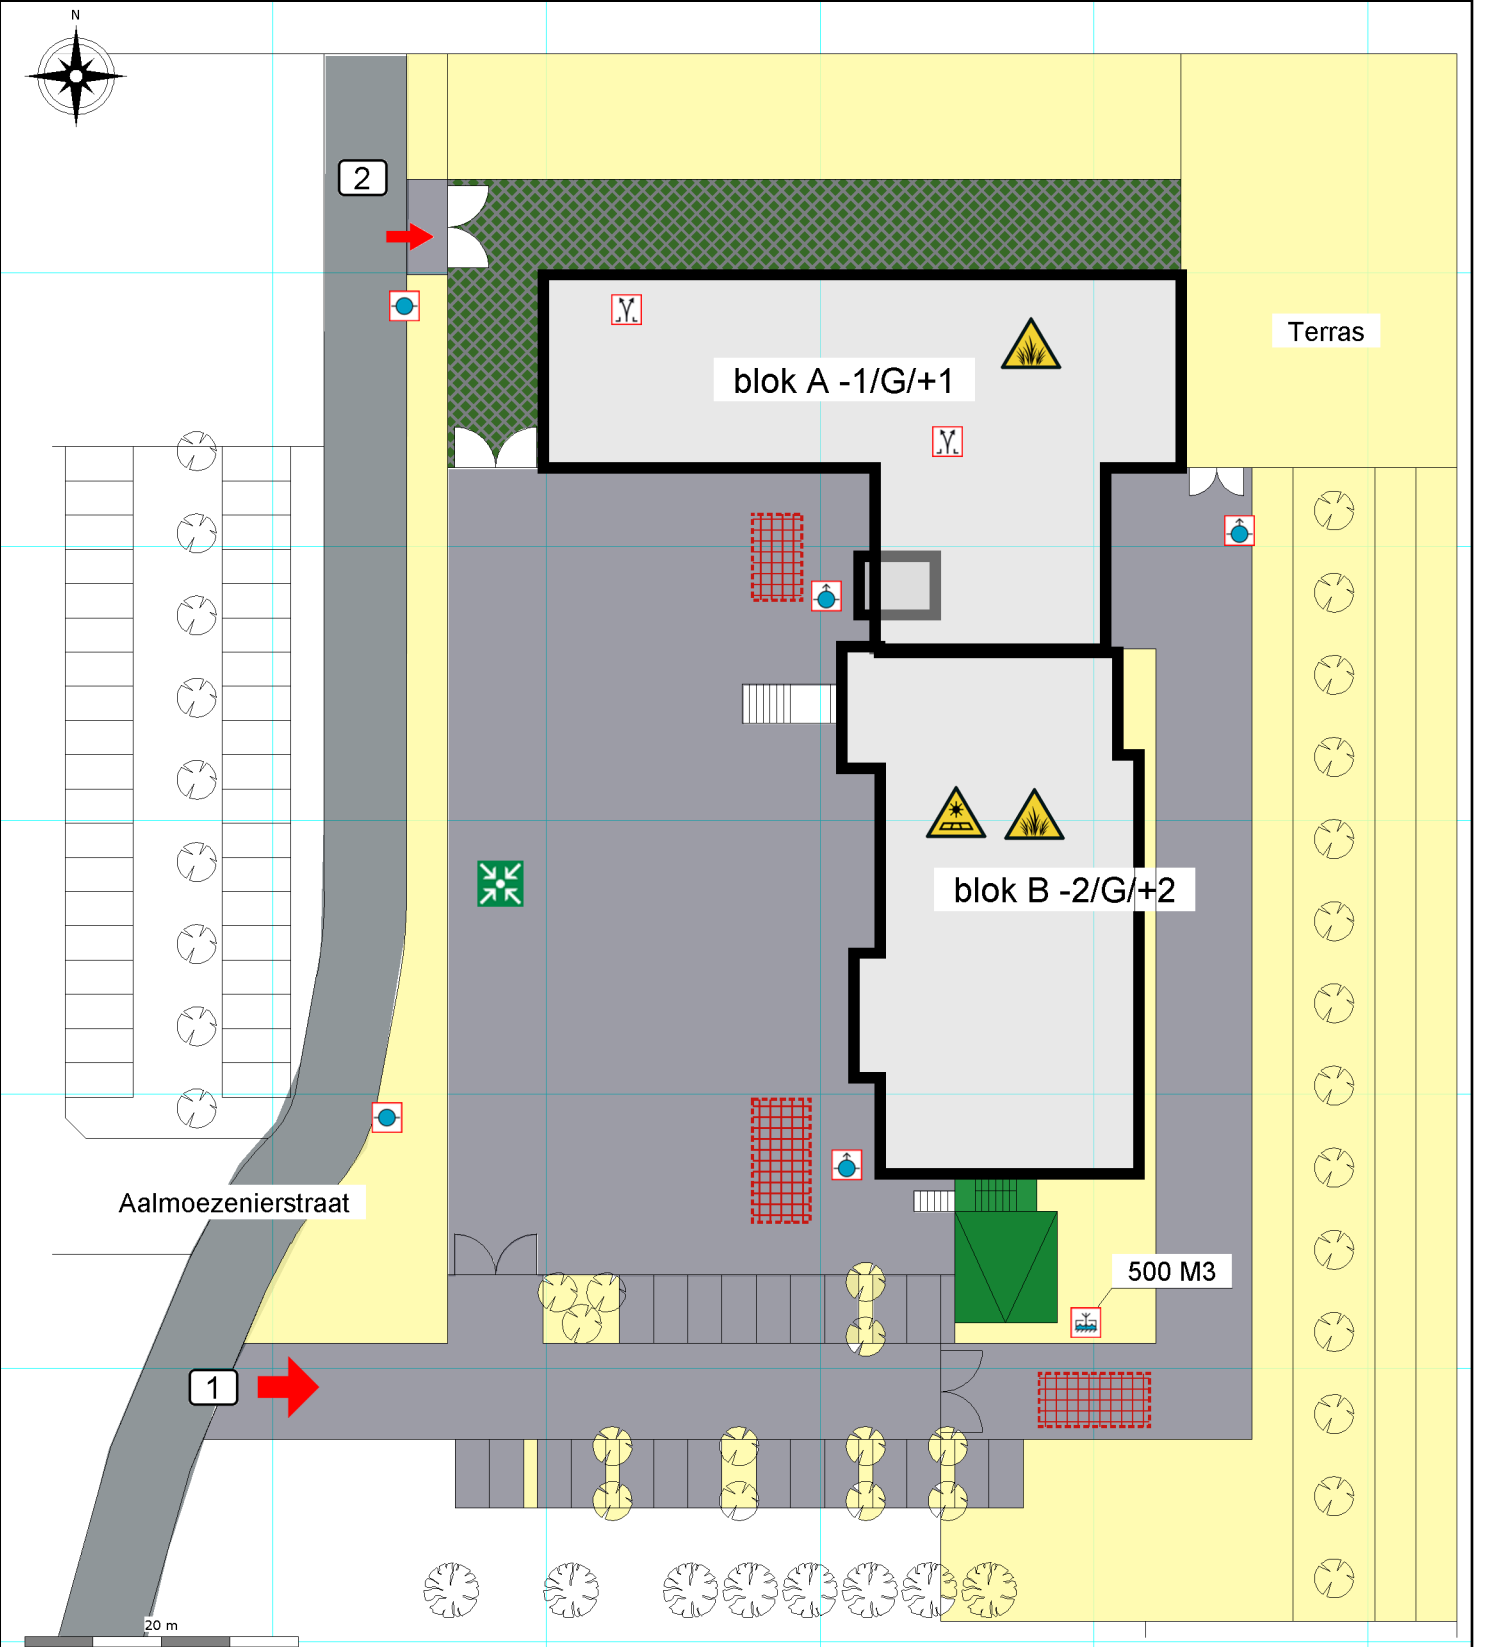 N
2
Terras
blok A -1/G/+1
blok B -2/G/+2
Aalmoezenierstraat
500 M3
1
20 m